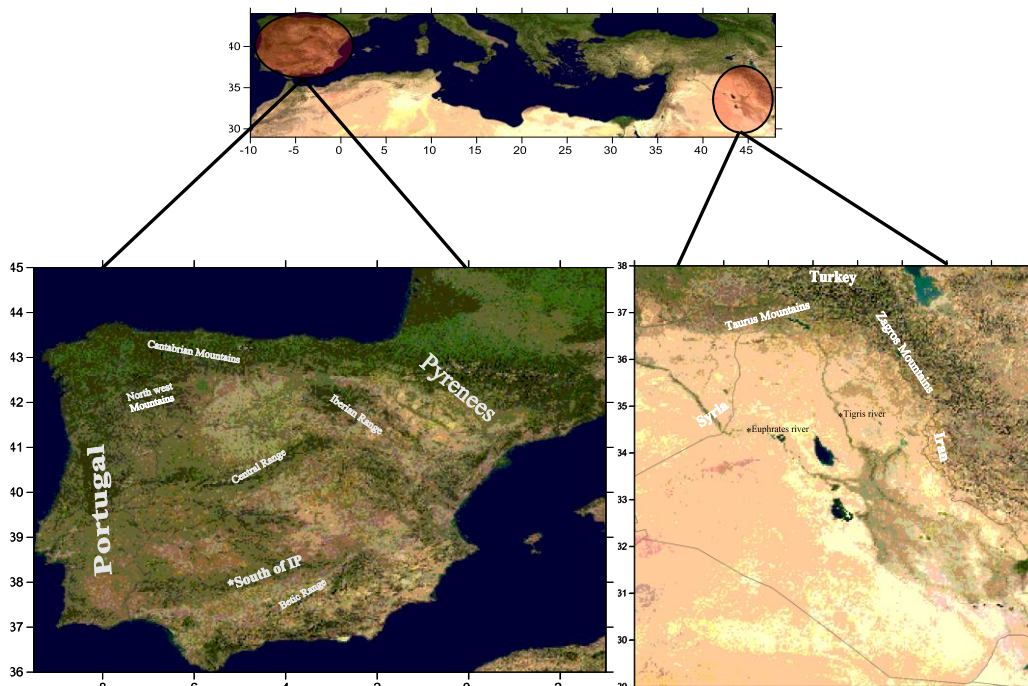 40
35
30
-10 -5 0 5 10 15 20 25 30 35 40 45
45
44
43
42
41
40
39
38
37
36
Cantabrian Mountains
North west
Mountains
Pyrenees
Iberian Range
Central Range
Portugal
*South of IP
Betic Range
38
37
36
35
34
33
32
31
30
Turkey
Taurus Mountains
Zagros Mountains
Syria
*Tigris river
*Euphrates river
Iran